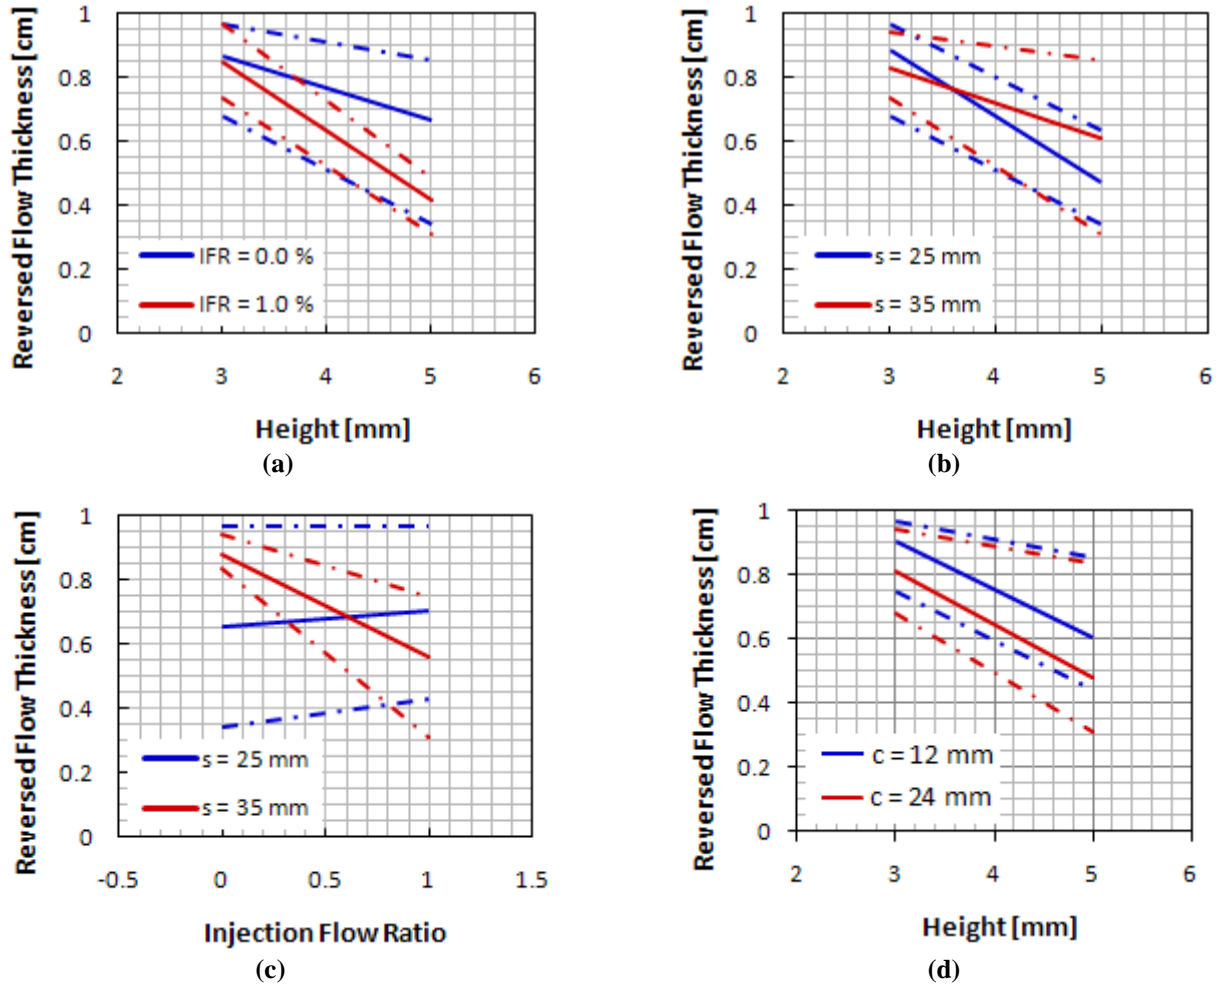 Reversed Flow Thickness [cm]
1
0.8
0.6
0.4
0.2
0
IFR = 0.0 %
IFR = 1.0 %
2 3 4 5 6
Height [mm]
(a)
Reversed Flow Thickness [cm]
1
0.8
0.6
0.4
0.2
0
s = 25 mm
s = 35 mm
2 3 4 5 6
Height [mm]
(b)
Reversed Flow Thickness [cm]
1
0.8
0.6
0.4
0.2
0
s = 25 mm
s = 35 mm
-0.5 0 0.5 1 1.5
Injection Flow Ratio
(c)
Reversed Flow Thickness [cm]
1
0.8
0.6
0.4
0.2
0
c = 12 mm
c = 24 mm
2 3 4 5 6
Height [mm]
(d)